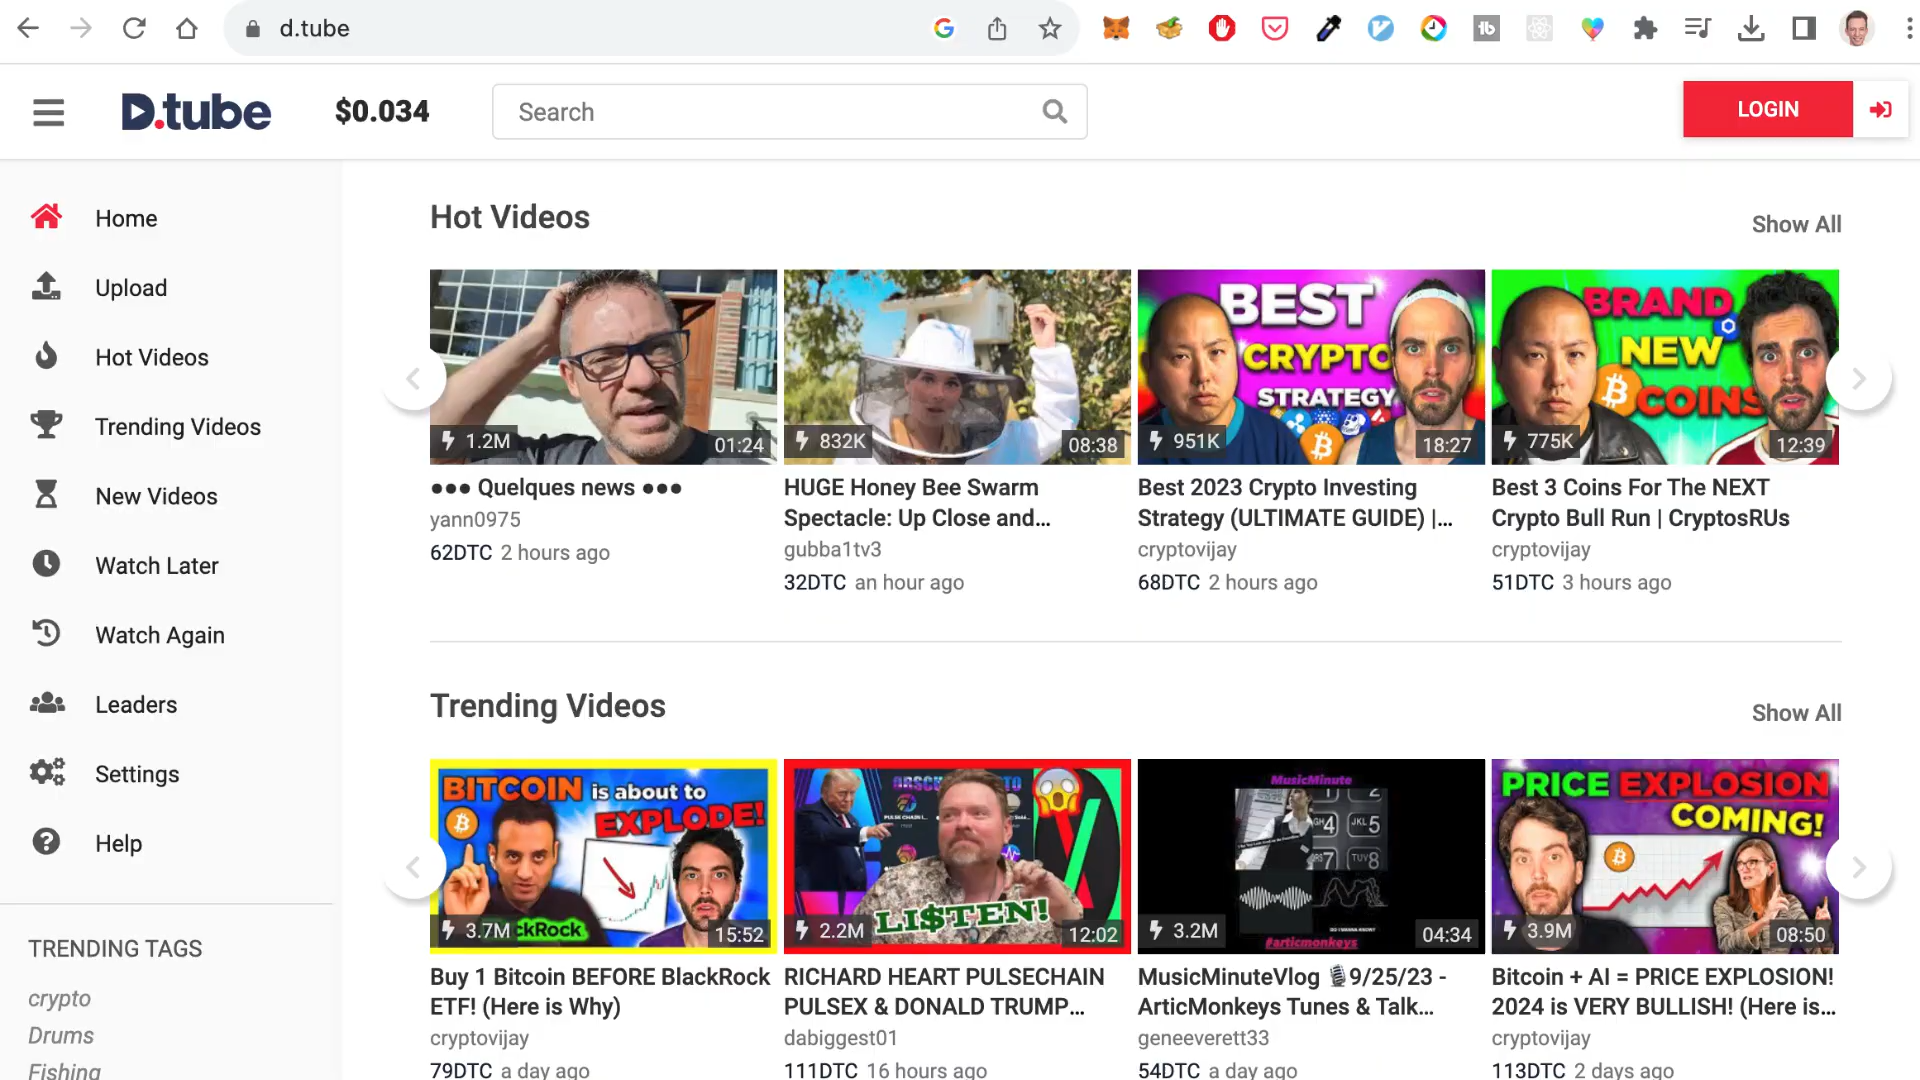 d.tube
D.tube
$0.034
Search
LOGIN
Home
Upload
Hot Videos
Trending Videos
New Videos
Watch Later
Watch Again
Leaders
Settings
Help
TRENDING TAGS
crypto
Drums
Fishing
Hot Videos
Show All
1.2M
01:24
••• Quelques news •••
yann0975
62DTC 2 hours ago
832K
08:38
HUGE Honey Bee Swarm
Spectacle: Up Close and...
gubba1tv3
32DTC an hour ago
BEST
CRYPTO
STRATEGY
951K
18:27
Best 2023 Crypto Investing
Strategy (ULTIMATE GUIDE) |...
cryptovijay
68DTC 2 hours ago
BRAND
NEW
COINS
775K
12:39
Best 3 Coins For The NEXT
Crypto Bull Run | CryptosRUs
cryptovijay
51DTC 3 hours ago
Trending Videos
Show All
BITCOIN is about to
EXPLODE!
3.7M
ckRock
15:52
Buy 1 Bitcoin BEFORE BlackRock
ETF! (Here is Why)
cryptovijay
79DTC a day ago
LI$TEN!
2.2M
12:02
RICHARD HEART PULSECHAIN
PULSEX & DONALD TRUMP...
dabiggest01
111DTC 16 hours ago
MusicMinute
#articmonkeys
3.2M
04:34
MusicMinuteVlog 🎙9/25/23 -
ArticMonkeys Tunes & Talk...
geneeverett33
54DTC a day ago
PRICE EXPLOSION
COMING!
3.9M
08:50
Bitcoin + AI = PRICE EXPLOSION!
2024 is VERY BULLISH! (Here is...
cryptovijay
113DTC 2 days ago